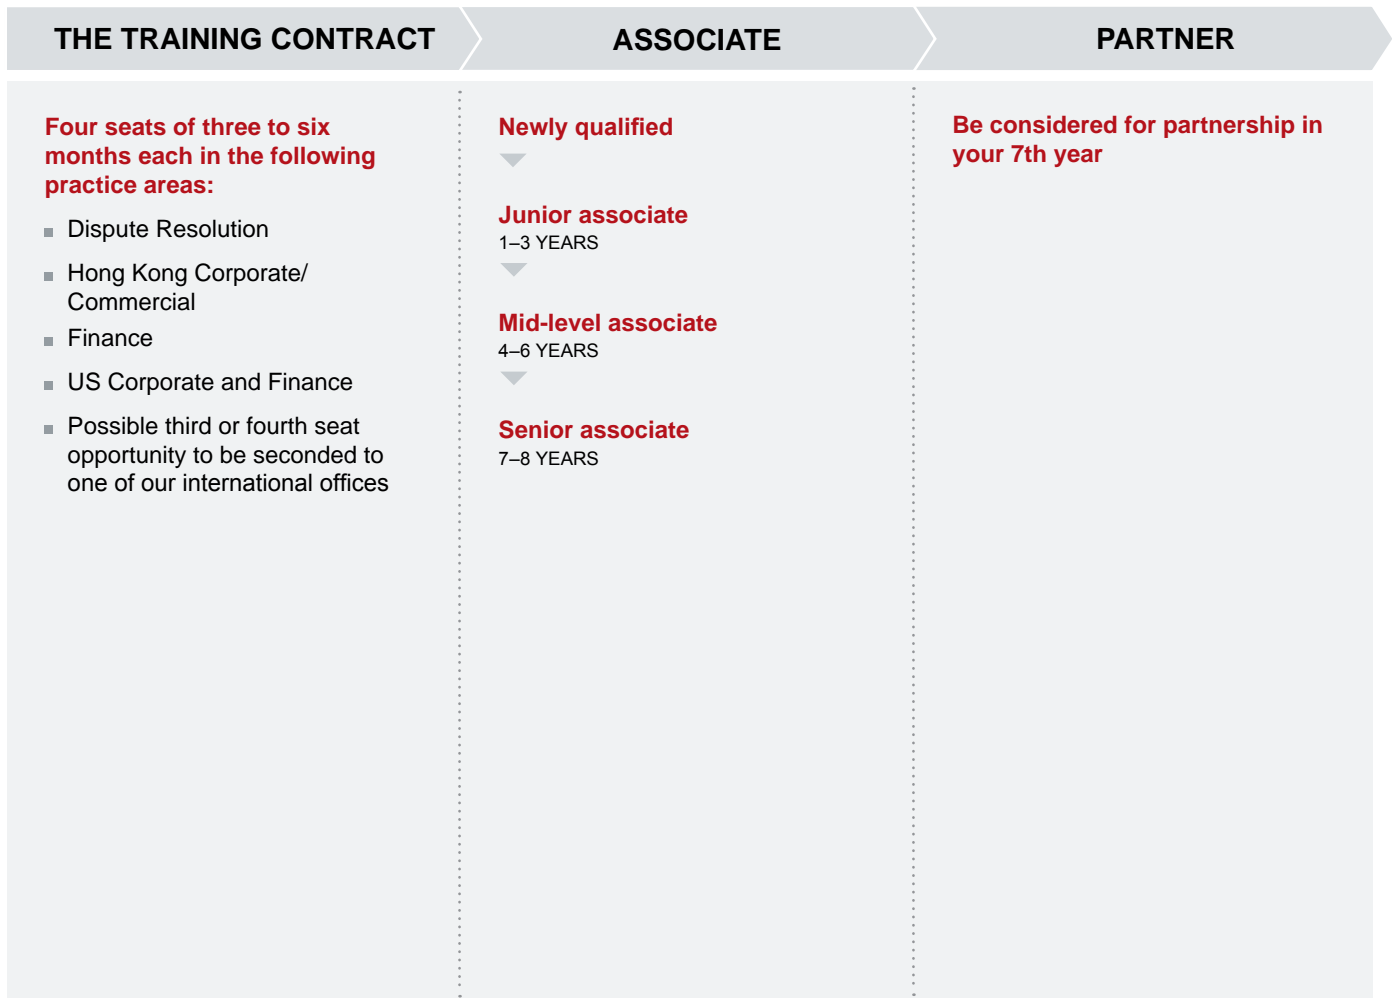 THE TRAINING CONTRACT
ASSOCIATE
PARTNER
Four seats of three to six
months each in the following
practice areas:
Dispute Resolution
Hong Kong Corporate/
Commercial
Finance
US Corporate and Finance
Possible third or fourth seat
opportunity to be seconded to
one of our international offices
Newly qualified
Junior associate
1–3 YEARS
Mid-level associate
4–6 YEARS
Senior associate
7–8 YEARS
Be considered for partnership in
your 7th year